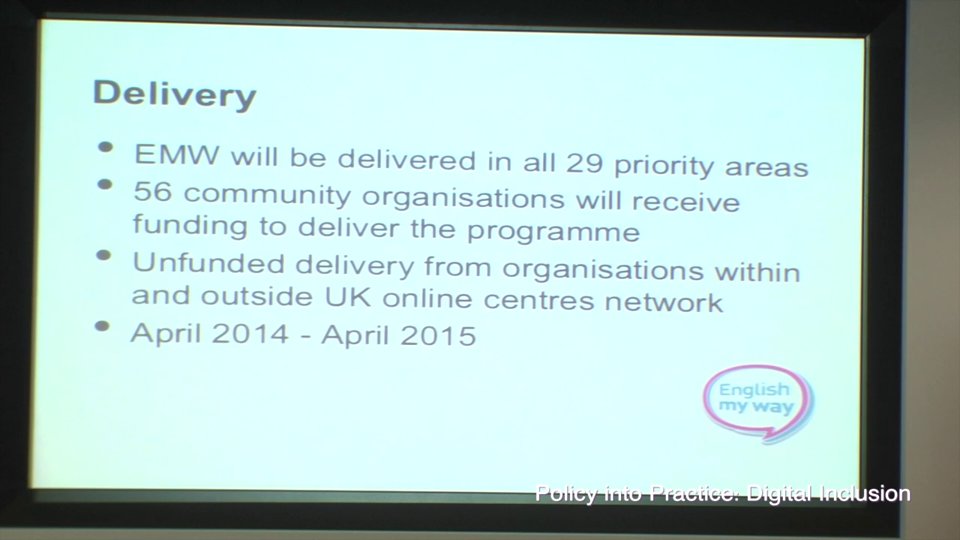 Delivery
• EMW will be delivered in all 29 priority areas
• 56 community organisations will receive
funding to deliver the programme
• Unfunded delivery from organisations within
and outside UK online centres network
• April 2014 - April 2015
English
my way
Policy into Practice: Digital Inclusion